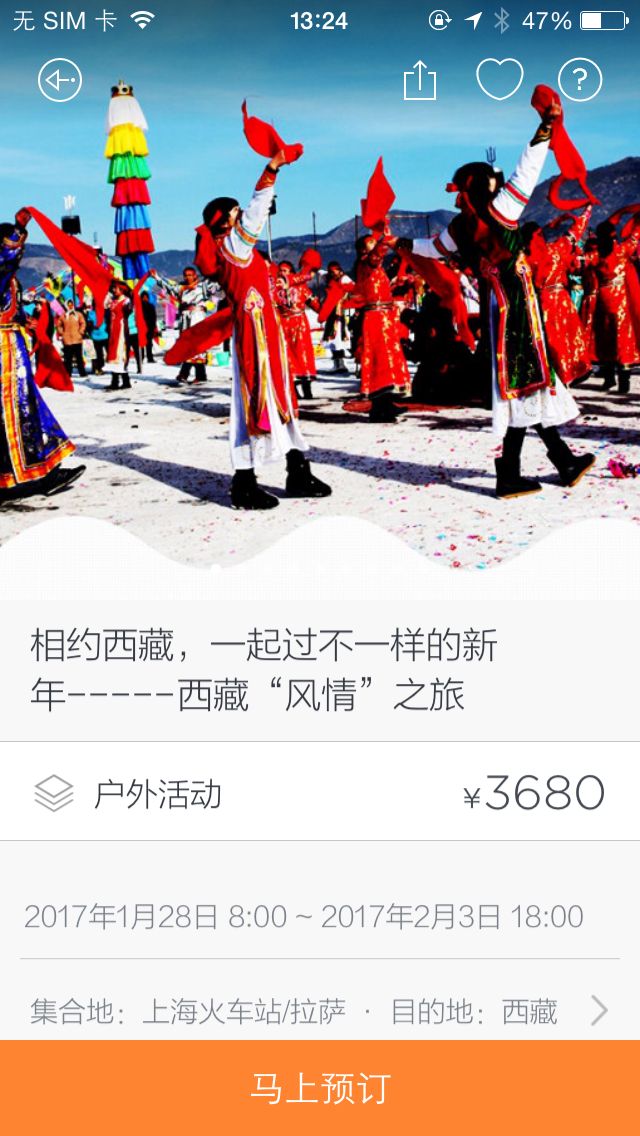 无 SIM 卡 13:24 47%
?
相约西藏，一起过不一样的新
年-----西藏“风情”之旅
户外活动 ¥3680
2017年1月28日 8:00 ~ 2017年2月3日 18:00
集合地：上海火车站/拉萨 · 目的地：西藏
马上预订